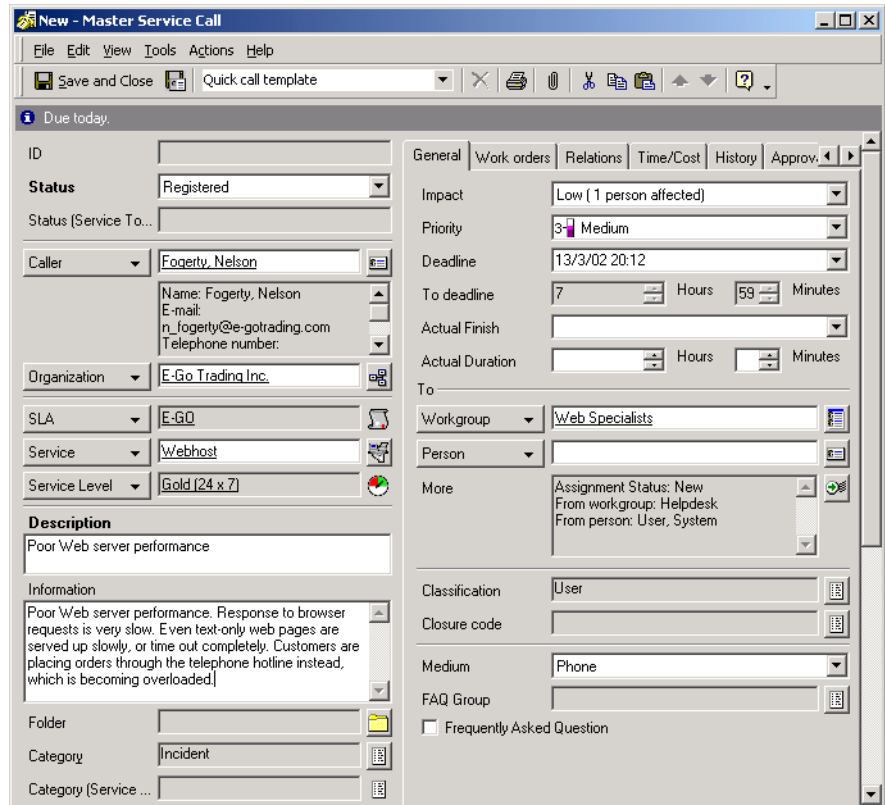 New - Master Service Call
File Edit View Tools Actions Help
Save and Close Quick call template
Due today.
ID
Status Registered
Status (Service To...
Caller Fogerty, Nelson
Name: Fogerty, Nelson
E-mail:
n_fogerty@e-gotrading.com
Telephone number:
Organization E-Go Trading Inc.
SLA E-GO
Service Webhost
Service Level Gold (24 x 7)
Description
Poor Web server performance
Information
Poor Web server performance. Response to browser
requests is very slow. Even text-only web pages are
served up slowly, or time out completely. Customers are
placing orders through the telephone hotline instead,
which is becoming overloaded.
Folder
Category Incident
Category (Service ...
General Work orders Relations Time/Cost History Approv
Impact Low ( 1 person affected)
Priority 3- Medium
Deadline 13/3/02 20:12
To deadline 7 Hours 59 Minutes
Actual Finish
Actual Duration Hours Minutes
To
Workgroup Web Specialists
Person
More Assignment Status: New
From workgroup: Helpdesk
From person: User, System
Classification User
Closure code
Medium Phone
FAQ Group
Frequently Asked Question